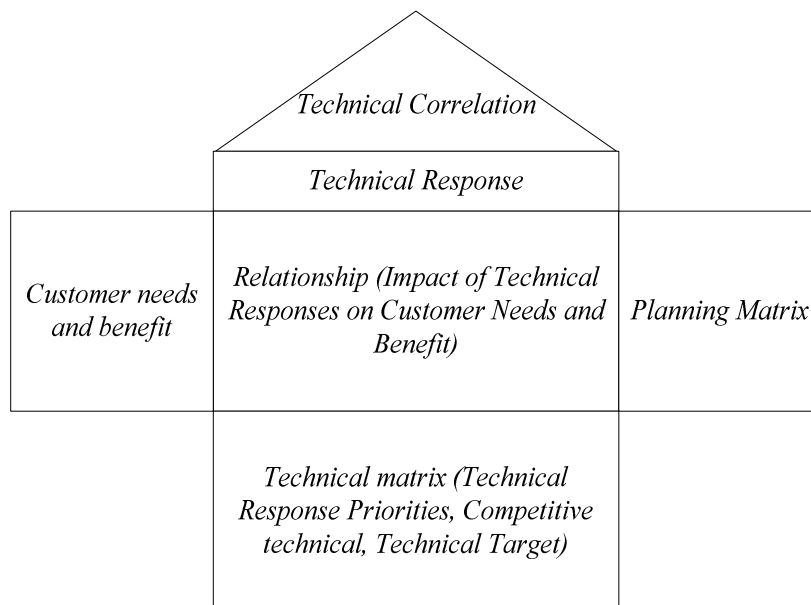 Technical Correlation
Technical Response
Customer needs
and benefit
Relationship (Impact of Technical
Responses on Customer Needs and
Benefit)
Planning Matrix
Technical matrix (Technical
Response Priorities, Competitive
technical, Technical Target)